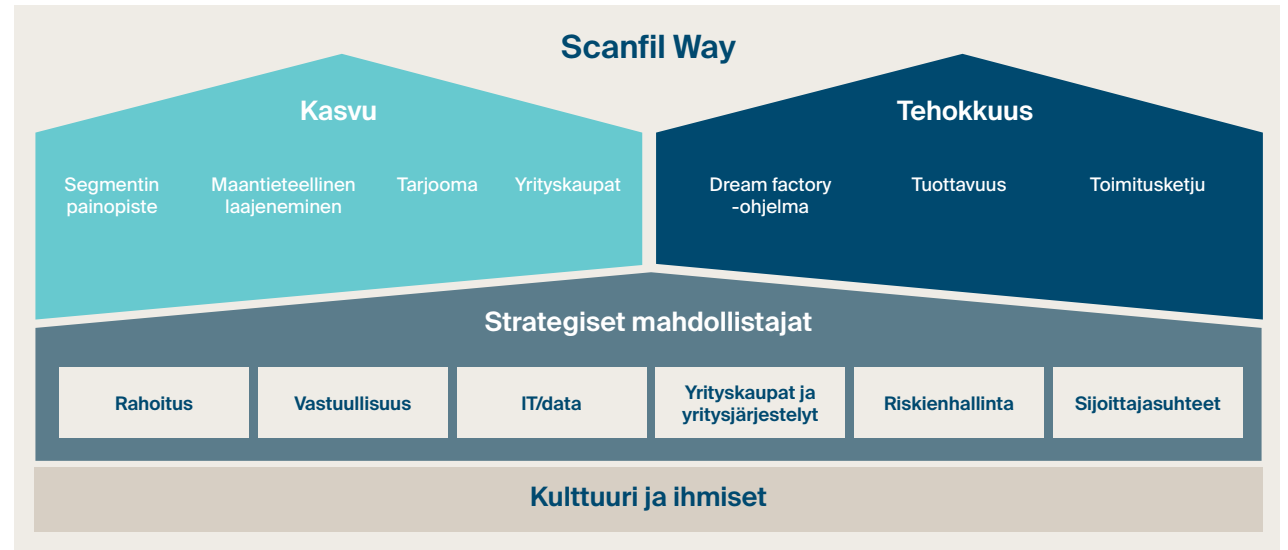 Scanfil Way
Kasvu
Segmentin
painopiste
Maantieteellinen
laajeneminen
Tarjooma
Yrityskaupat
Tehokkuus
Dream factory
-ohjelma
Tuottavuus
Toimitusketju
Strategiset mahdollistajat
Rahoitus
Vastuullisuus
IT/data
Yrityskaupat ja
yritysjärjestelyt
Riskienhallinta
Sijoittajasuhteet
Kulttuuri ja ihmiset